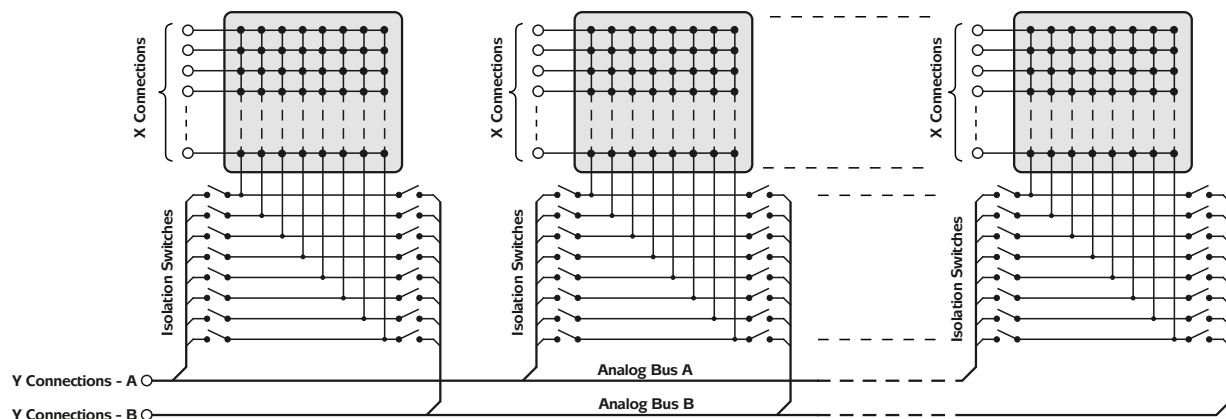 X Connections
X Connections
X Connections
Isolation Switches
Isolation Switches
Isolation Switches
Y Connections - A
Analog Bus A
Y Connections - B
Analog Bus B